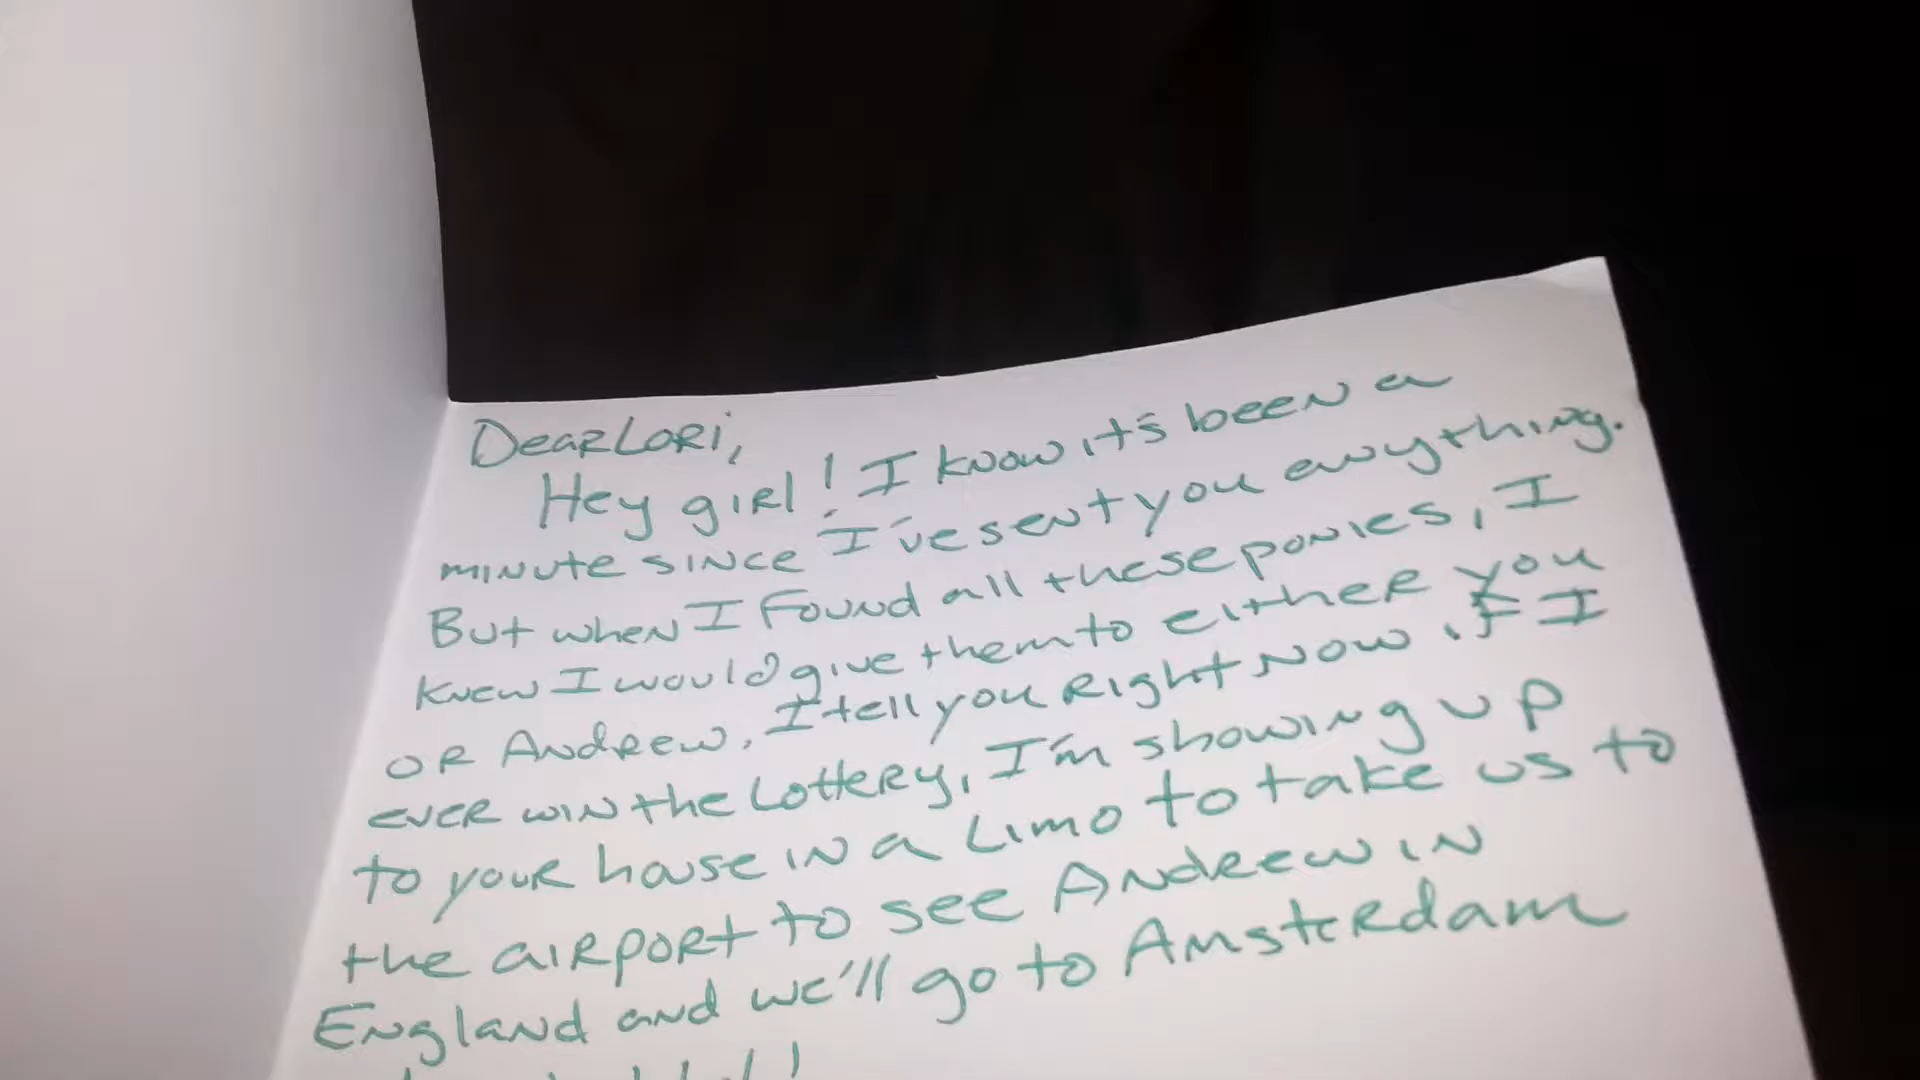 Dear Lori,
Hey girl! I know it's been a
minute since I've sent you anything.
But when I found all these ponies, I
knew I would give them to either you
or Andrew. I tell you right now if I
ever win the lottery, I'm showing up
to your house in a limo to take us to
the airport to see Andrew in
England and we'll go to Amsterdam